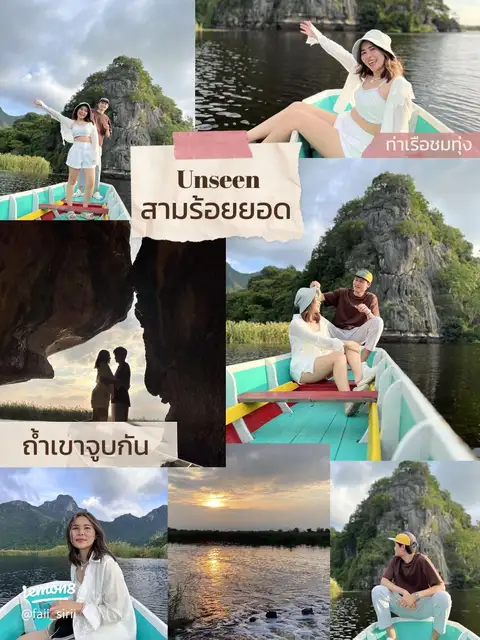 ท่าเรือชมทุ่ง
Unseen
สามร้อยยอด
ถ้ำเขาจูบกัน
Lemon8
@faii_sirii